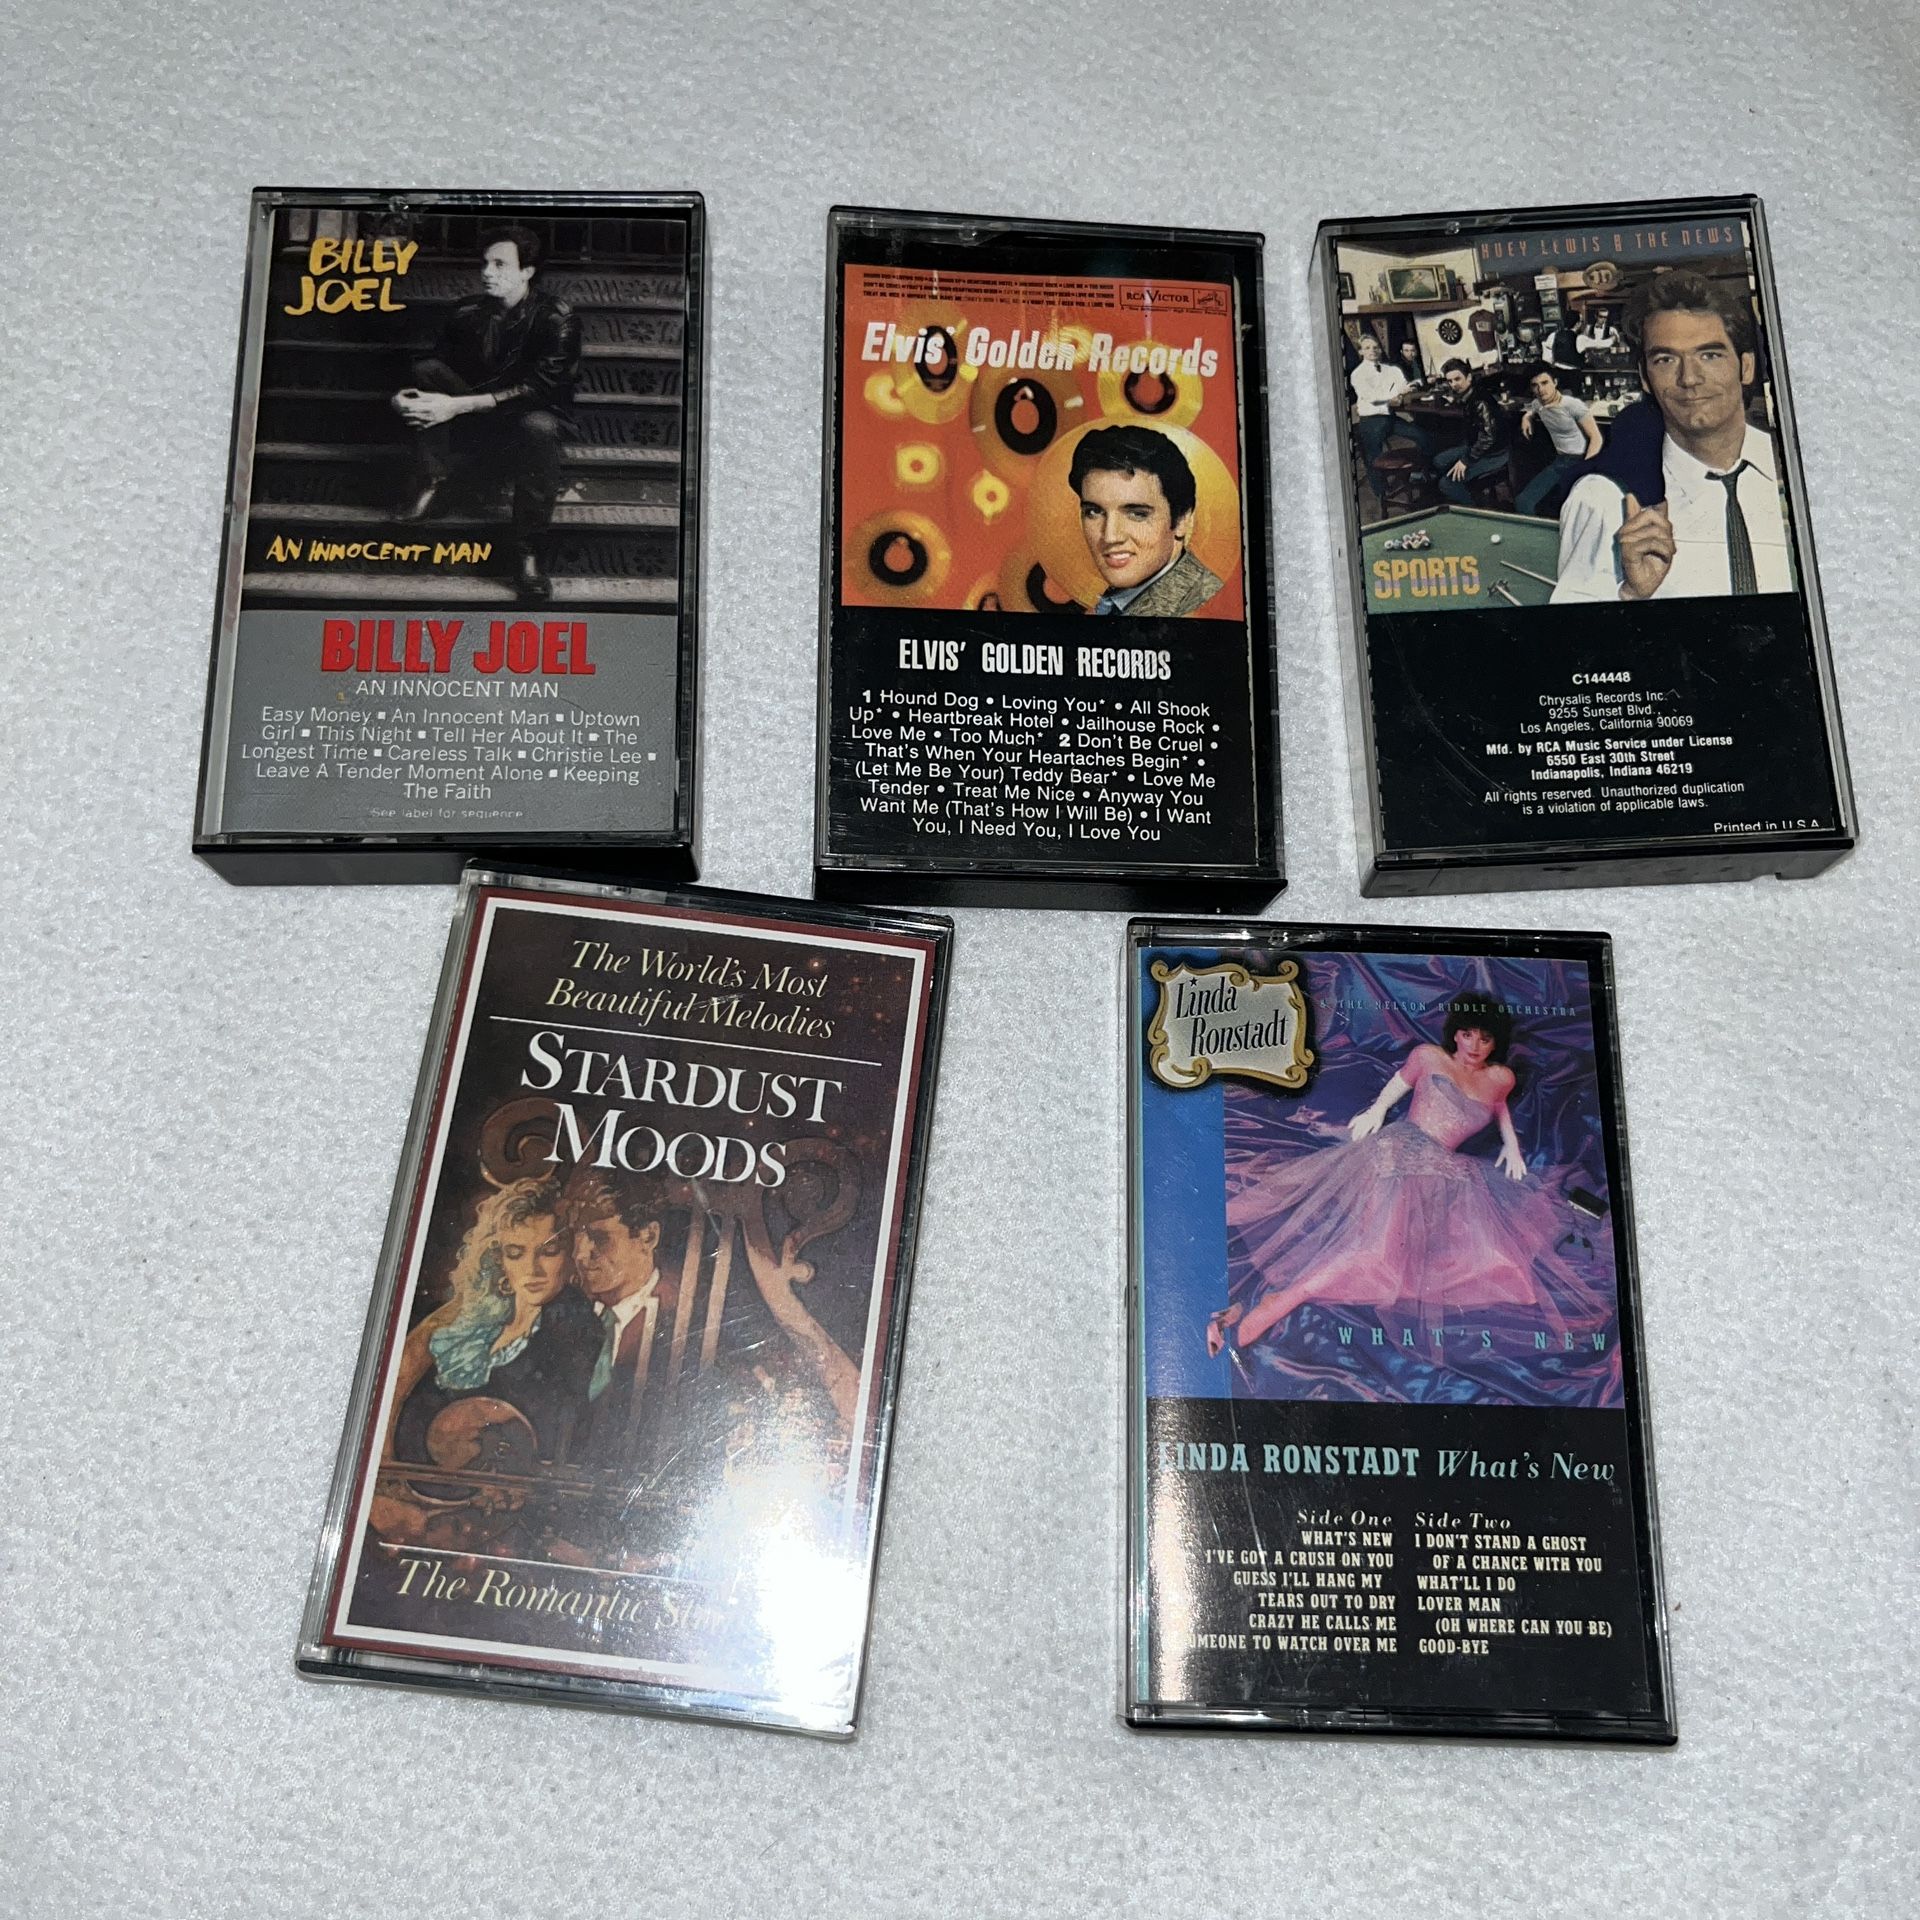 BILLY
JOEL
AN INNOCENT MAN
BILLY JOEL
AN INNOCENT MAN
Easy Money ▪ An Innocent Man ▪ Uptown
Girl ▪ This Night ▪ Tell Her About It ▪ The
Longest Time ▪ Careless Talk ▪ Christie Lee ▪
Leave A Tender Moment Alone ▪ Keeping
The Faith
See label for sequence
RCA VICTOR
Elvis' Golden Records
ELVIS' GOLDEN RECORDS
1 Hound Dog • Loving You* • All Shook
Up* • Heartbreak Hotel • Jailhouse Rock •
Love Me • Too Much* 2 Don't Be Cruel •
That's When Your Heartaches Begin* •
(Let Me Be Your) Teddy Bear* • Love Me
Tender • Treat Me Nice • Anyway You
Want Me (That's How I Will Be) • I Want
You, I Need You, I Love You
HUEY LEWIS & THE NEWS
SPORTS
C144448
Chrysalis Records Inc.
9255 Sunset Blvd.,
Los Angeles, California 90069
Mfd. by RCA Music Service under License
6550 East 30th Street
Indianapolis, Indiana 46219
All rights reserved. Unauthorized duplication
is a violation of applicable laws.
Printed in U.S.A.
The World's Most
Beautiful Melodies
STARDUST
MOODS
The Romantic
Linda
Ronstadt
& THE NELSON RIDDLE ORCHESTRA
WHAT'S NEW
LINDA RONSTADT What's New
Side One
WHAT'S NEW
I'VE GOT A CRUSH ON YOU
GUESS I'LL HANG MY
TEARS OUT TO DRY
CRAZY HE CALLS ME
SOMEONE TO WATCH OVER ME
Side Two
I DON'T STAND A GHOST
OF A CHANCE WITH YOU
WHAT'LL I DO
LOVER MAN
(OH WHERE CAN YOU BE)
GOOD-BYE